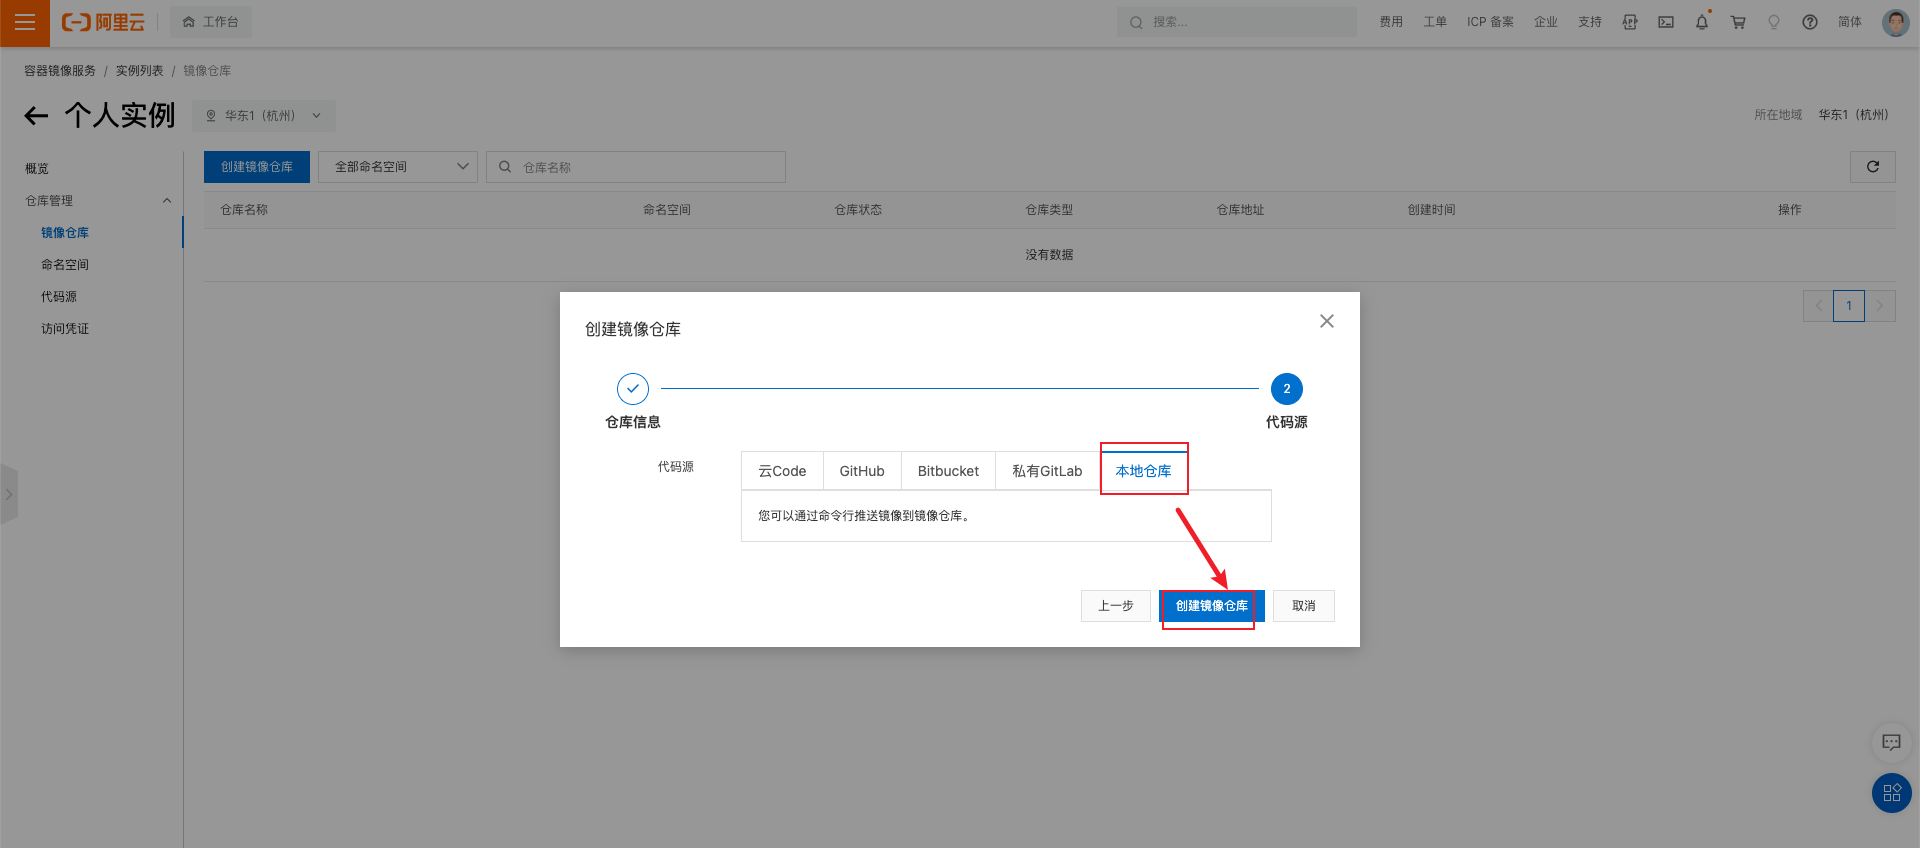 阿里云 工作台 搜索... 费用 工单 ICP 备案 企业 支持 简体
容器镜像服务 / 实例列表 / 镜像仓库
个人实例 华东1（杭州） 所在地域 华东1（杭州）
概览
仓库管理
镜像仓库
命名空间
代码源
访问凭证
创建镜像仓库 全部命名空间 仓库名称
仓库名称 命名空间 仓库状态 仓库类型 仓库地址 创建时间 操作
没有数据
1
创建镜像仓库
2
仓库信息 代码源
代码源 云Code GitHub Bitbucket 私有GitLab 本地仓库
您可以通过命令行推送镜像到镜像仓库。
上一步 创建镜像仓库 取消